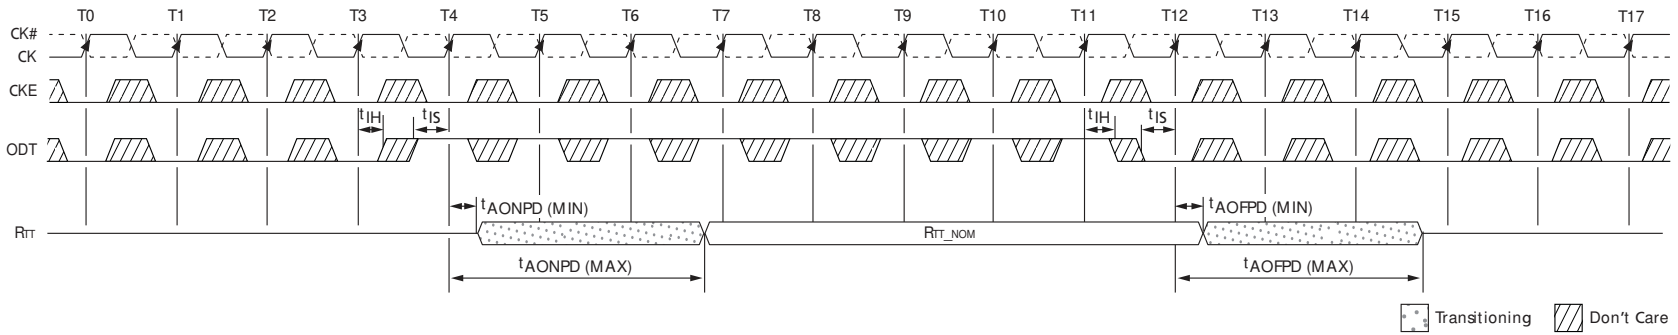 T0 T1 T2 T3 T4 T5 T6 T7 T8 T9 T10 T11 T12 T13 T14 T15 T16 T17
CK#
CK
CKE
tIH tIS tIH tIS
ODT
tAONPD (MIN) tAOFPD (MIN)
RTT RTT_NOM
tAONPD (MAX) tAOFPD (MAX)
Transitioning Don't Care